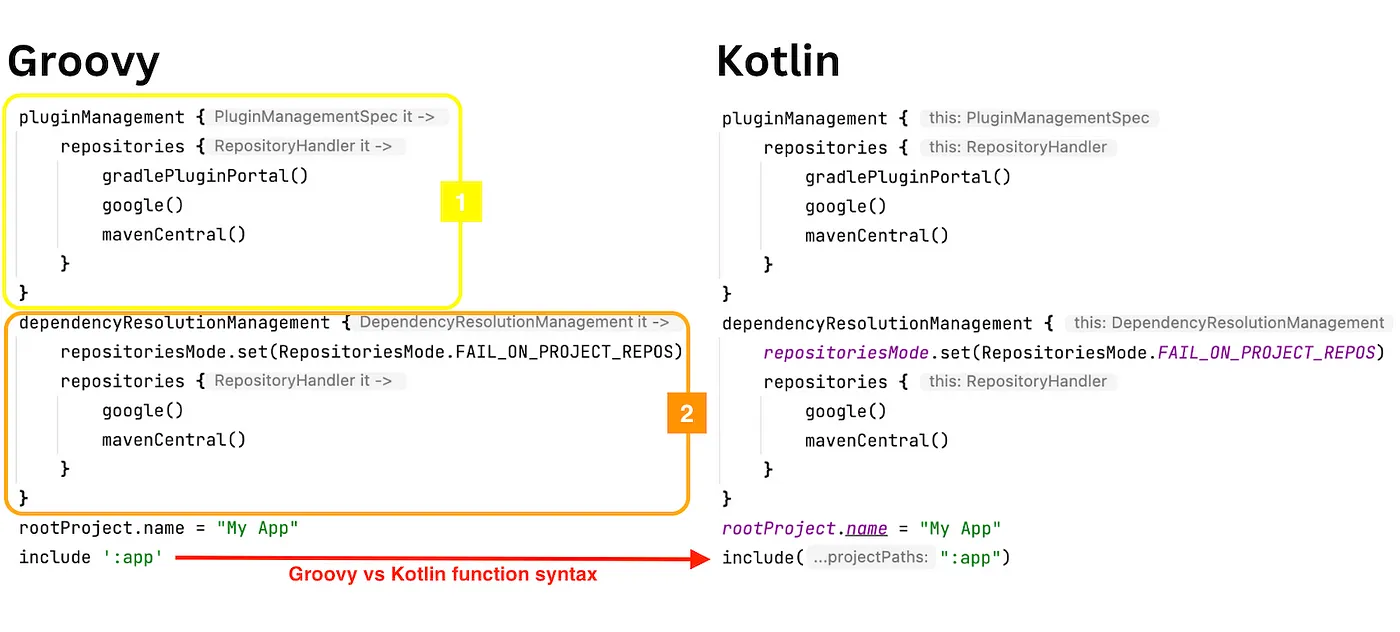 Groovy
pluginManagement { PluginManagementSpec it ->
repositories { RepositoryHandler it ->
gradlePluginPortal()
google()
mavenCentral()
}
}
1
dependencyResolutionManagement { DependencyResolutionManagement it ->
repositoriesMode.set(RepositoriesMode.FAIL_ON_PROJECT_REPOS)
repositories { RepositoryHandler it ->
google()
mavenCentral()
}
}
2
rootProject.name = "My App"
include ':app'
Groovy vs Kotlin function syntax
Kotlin
pluginManagement { this: PluginManagementSpec
repositories { this: RepositoryHandler
gradlePluginPortal()
google()
mavenCentral()
}
}
dependencyResolutionManagement { this: DependencyResolutionManagement
repositoriesMode.set(RepositoriesMode.FAIL_ON_PROJECT_REPOS)
repositories { this: RepositoryHandler
google()
mavenCentral()
}
}
rootProject.name = "My App"
include( ...projectPaths: ":app")